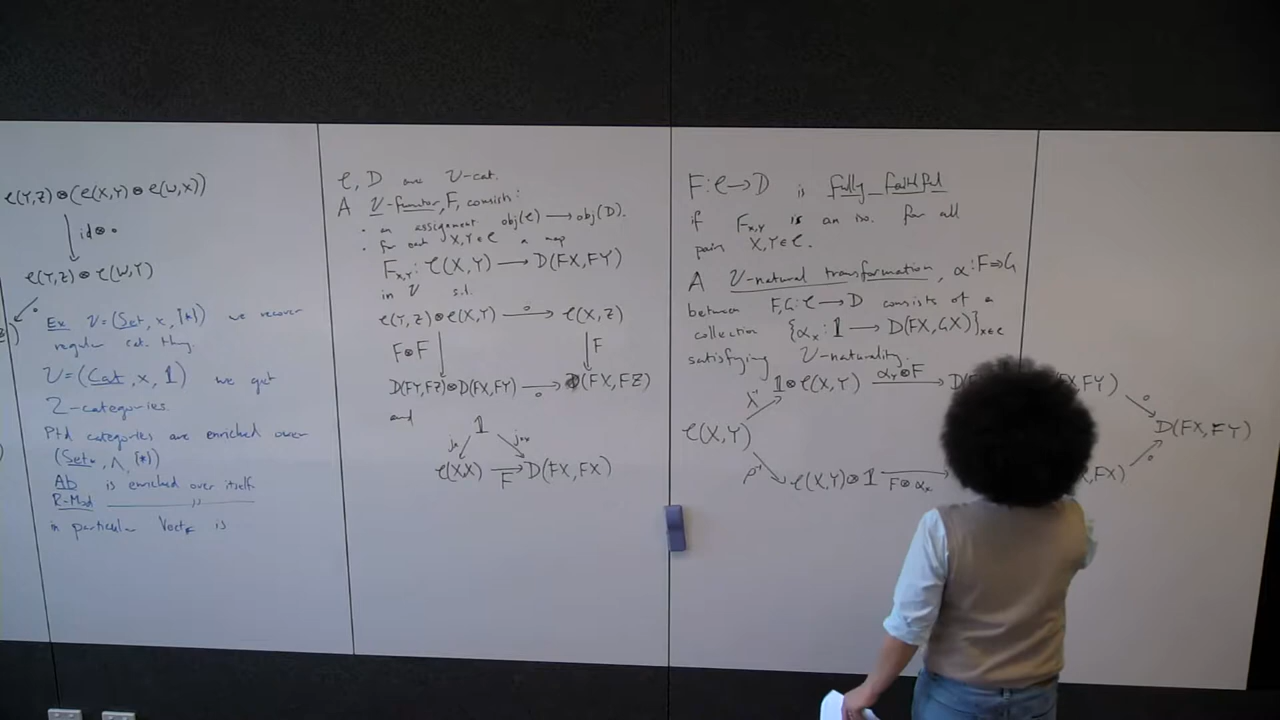 e(Y,Z)⊗(e(X,Y)⊗e(W,X))
id⊗∘
e(Y,Z)⊗e(W,Y)
∘
Ex V=(Set, x, {*}) we recover
regular cat. thy.
V=(Cat, x, 1) we get
2-categories.
Ptd categories are enriched over
(Set*, ∧, {*})
Ab is enriched over itself.
R-Mod ———— " ————
in particular Vect is
e, D are V-cat.
A V-functor, F, consists:
· an assignment obj(e) → obj(D).
· for each X,Y∈e a map
F_{X,Y}: e(X,Y) → D(FX,FY)
in V s.t.
e(Y,Z)⊗e(X,Y) —∘→ e(X,Z)
F⊗F ↓ ↓ F
D(FY,FZ)⊗D(FX,FY) —∘→ D(FX,FZ)
and
1
e(X,X) —F→ D(FX,FX)
F: e → D is fully faithful
if F_{X,Y} is an iso. for all
pairs X,Y∈e.
A V-natural transformation, α: F⇒G
between F,G: e → D consists of a
collection {α_X: 1 → D(FX,GX)}_{X∈e}
satisfying V-naturality.
λ⁻¹ 1⊗e(X,Y) —α_Y⊗F→ ,FY) ∘
e(X,Y) D(FX,FY)
ρ⁻¹ e(X,Y)⊗1 —F⊗α_X→ ,FX) ∘